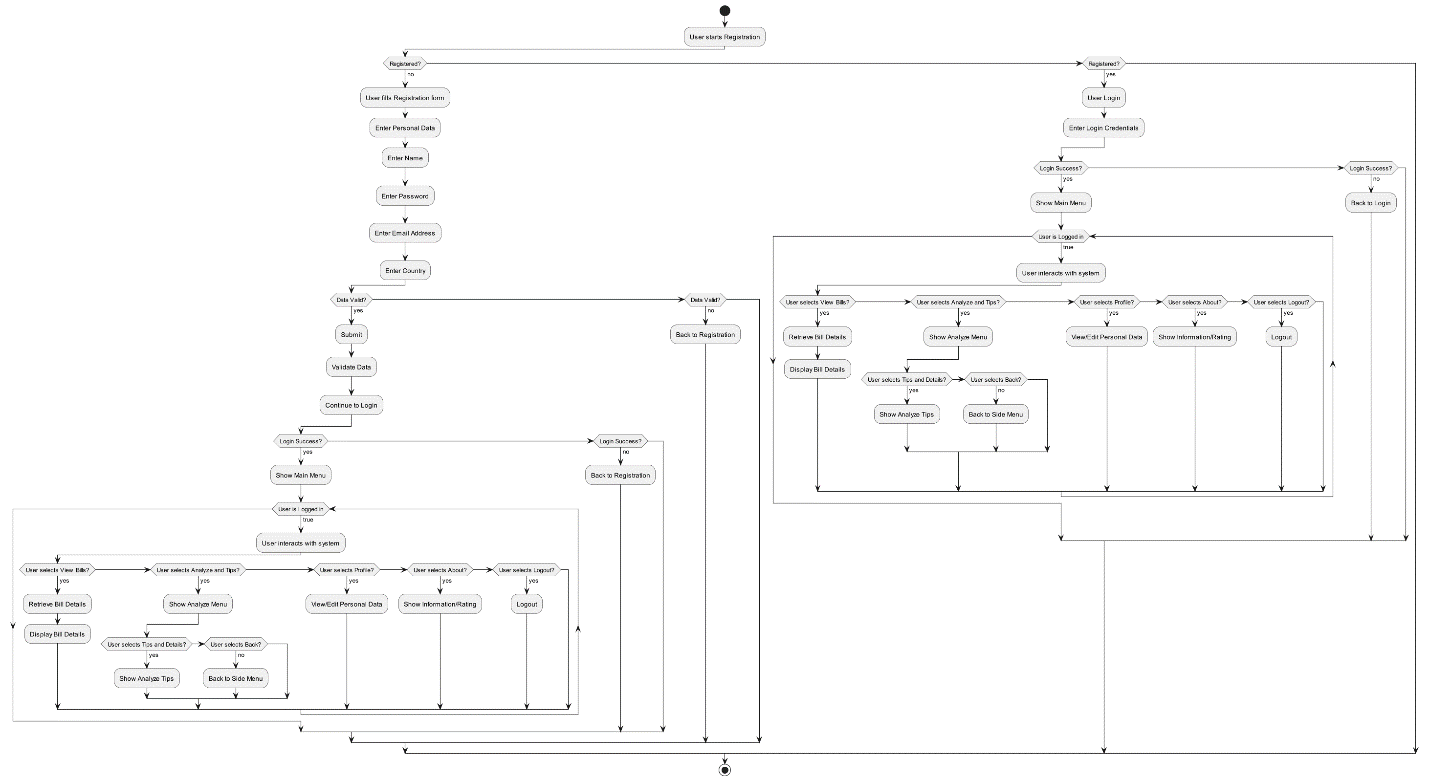 User starts Registration
Registered?
no
User fills Registration form
Enter Personal Data
Enter Name
Enter Password
Enter Email Address
Enter Country
Data Valid?
yes
Submit
Validate Data
Continue to Login
Login Success?
yes
Show Main Menu
User is Logged in
true
User interacts with system
User selects View Bills?
yes
Retrieve Bill Details
Display Bill Details
User selects Analyze and Tips?
yes
Show Analyze Menu
User selects Tips and Details?
yes
Show Analyze Tips
User selects Back?
no
Back to Side Menu
User selects Profile?
yes
View/Edit Personal Data
User selects About?
yes
Show Information/Rating
User selects Logout?
yes
Logout
Login Success?
no
Back to Registration
Data Valid?
no
Back to Registration
Registered?
yes
User Login
Enter Login Credentials
Login Success?
yes
Show Main Menu
User is Logged in
true
User interacts with system
User selects View Bills?
yes
Retrieve Bill Details
Display Bill Details
User selects Analyze and Tips?
yes
Show Analyze Menu
User selects Tips and Details?
yes
Show Analyze Tips
User selects Back?
no
Back to Side Menu
User selects Profile?
yes
View/Edit Personal Data
User selects About?
yes
Show Information/Rating
User selects Logout?
yes
Logout
Login Success?
no
Back to Login